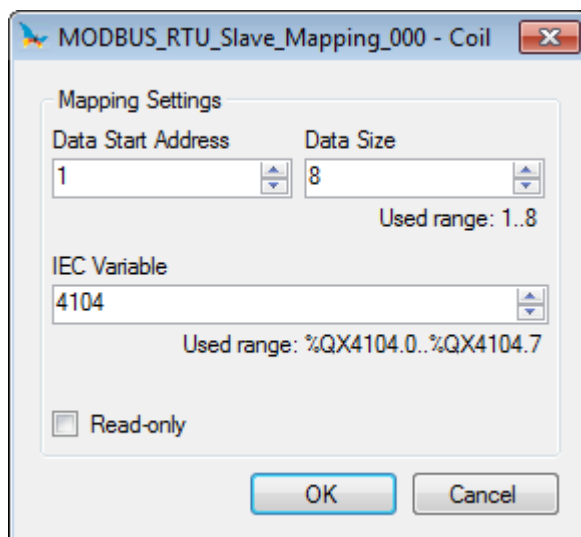 MODBUS_RTU_Slave_Mapping_000 - Coil
Mapping Settings
Data Start Address Data Size
1 8
Used range: 1..8
IEC Variable
4104
Used range: %QX4104.0..%QX4104.7
Read-only
OK Cancel